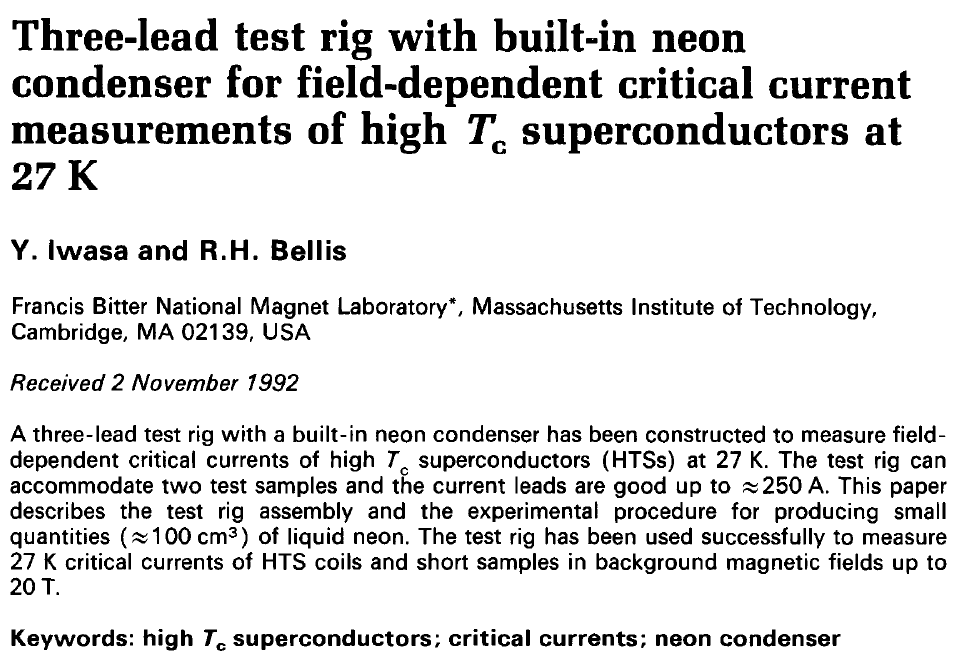 Three-lead test rig with built-in neon
condenser for field-dependent critical current
measurements of high Tc superconductors at
27 K
Y. Iwasa and R.H. Bellis
Francis Bitter National Magnet Laboratory*, Massachusetts Institute of Technology,
Cambridge, MA 02139, USA
Received 2 November 1992
A three-lead test rig with a built-in neon condenser has been constructed to measure field-
dependent critical currents of high Tc superconductors (HTSs) at 27 K. The test rig can
accommodate two test samples and the current leads are good up to ≈250 A. This paper
describes the test rig assembly and the experimental procedure for producing small
quantities (≈100 cm³) of liquid neon. The test rig has been used successfully to measure
27 K critical currents of HTS coils and short samples in background magnetic fields up to
20 T.
Keywords: high Tc superconductors; critical currents; neon condenser